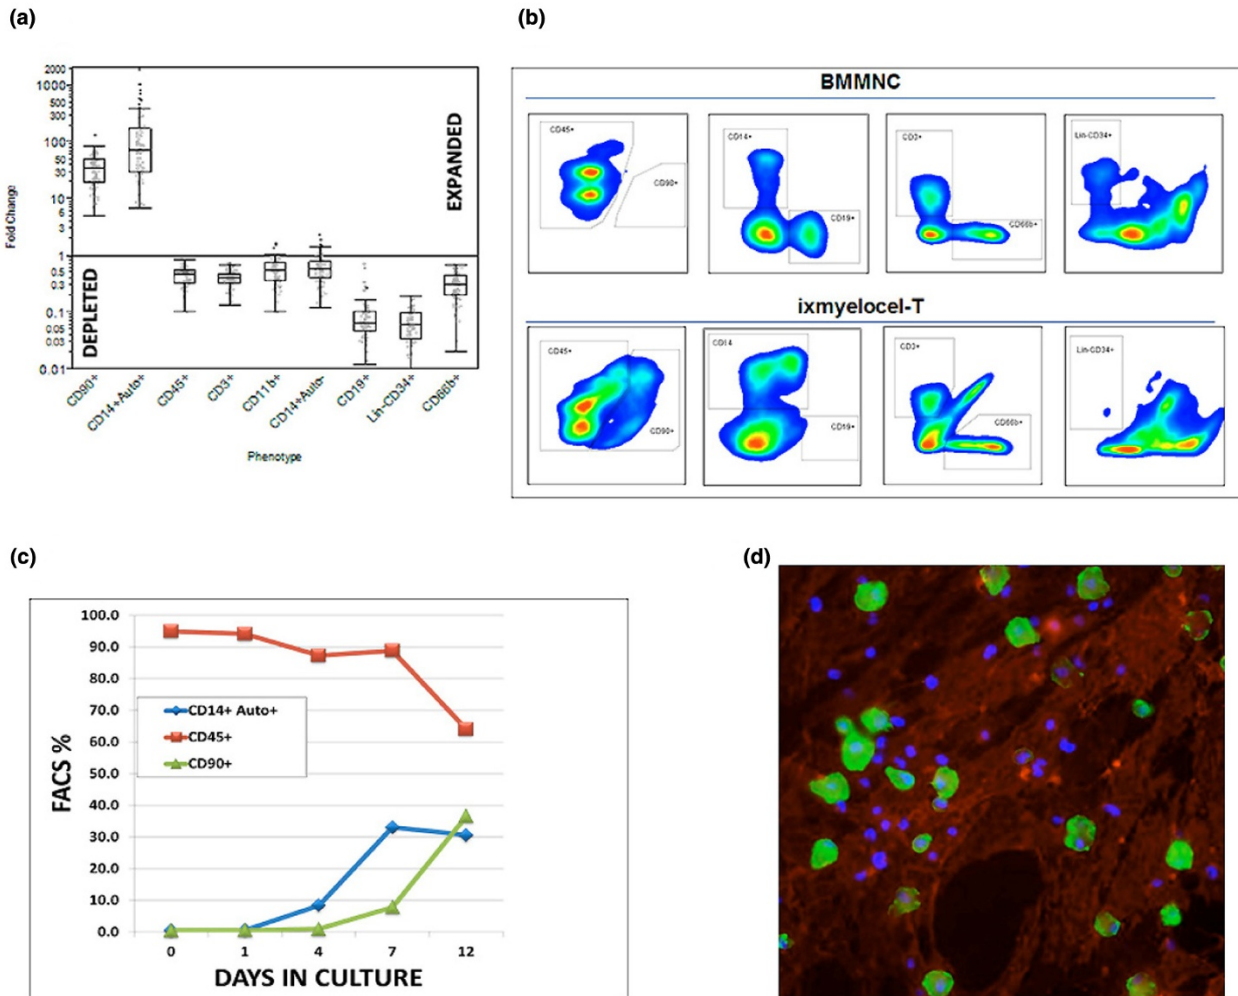 (a)
2000
1000
500
300
100
50
30
10
6
3
1
0.5
0.3
0.1
0.05
0.03
0.01
Fold Change
EXPANDED
DEPLETED
CD90+
CD14+Auto+
CD45+
CD3+
CD11b+
CD14+Auto-
CD19+
Lin-CD34+
CD66b+
Phenotype
(b)
BMMNC
CD45+
CD90+
CD14+
CD19+
CD3+
CD66b+
Lin-CD34+
ixmyelocel-T
CD45+
CD90+
CD14
CD19+
CD3+
CD66b+
Lin-CD34+
(c)
100.0
90.0
80.0
70.0
60.0
50.0
40.0
30.0
20.0
10.0
0.0
FACS %
CD14+ Auto+
CD45+
CD90+
0 1 4 7 12
DAYS IN CULTURE
(d)